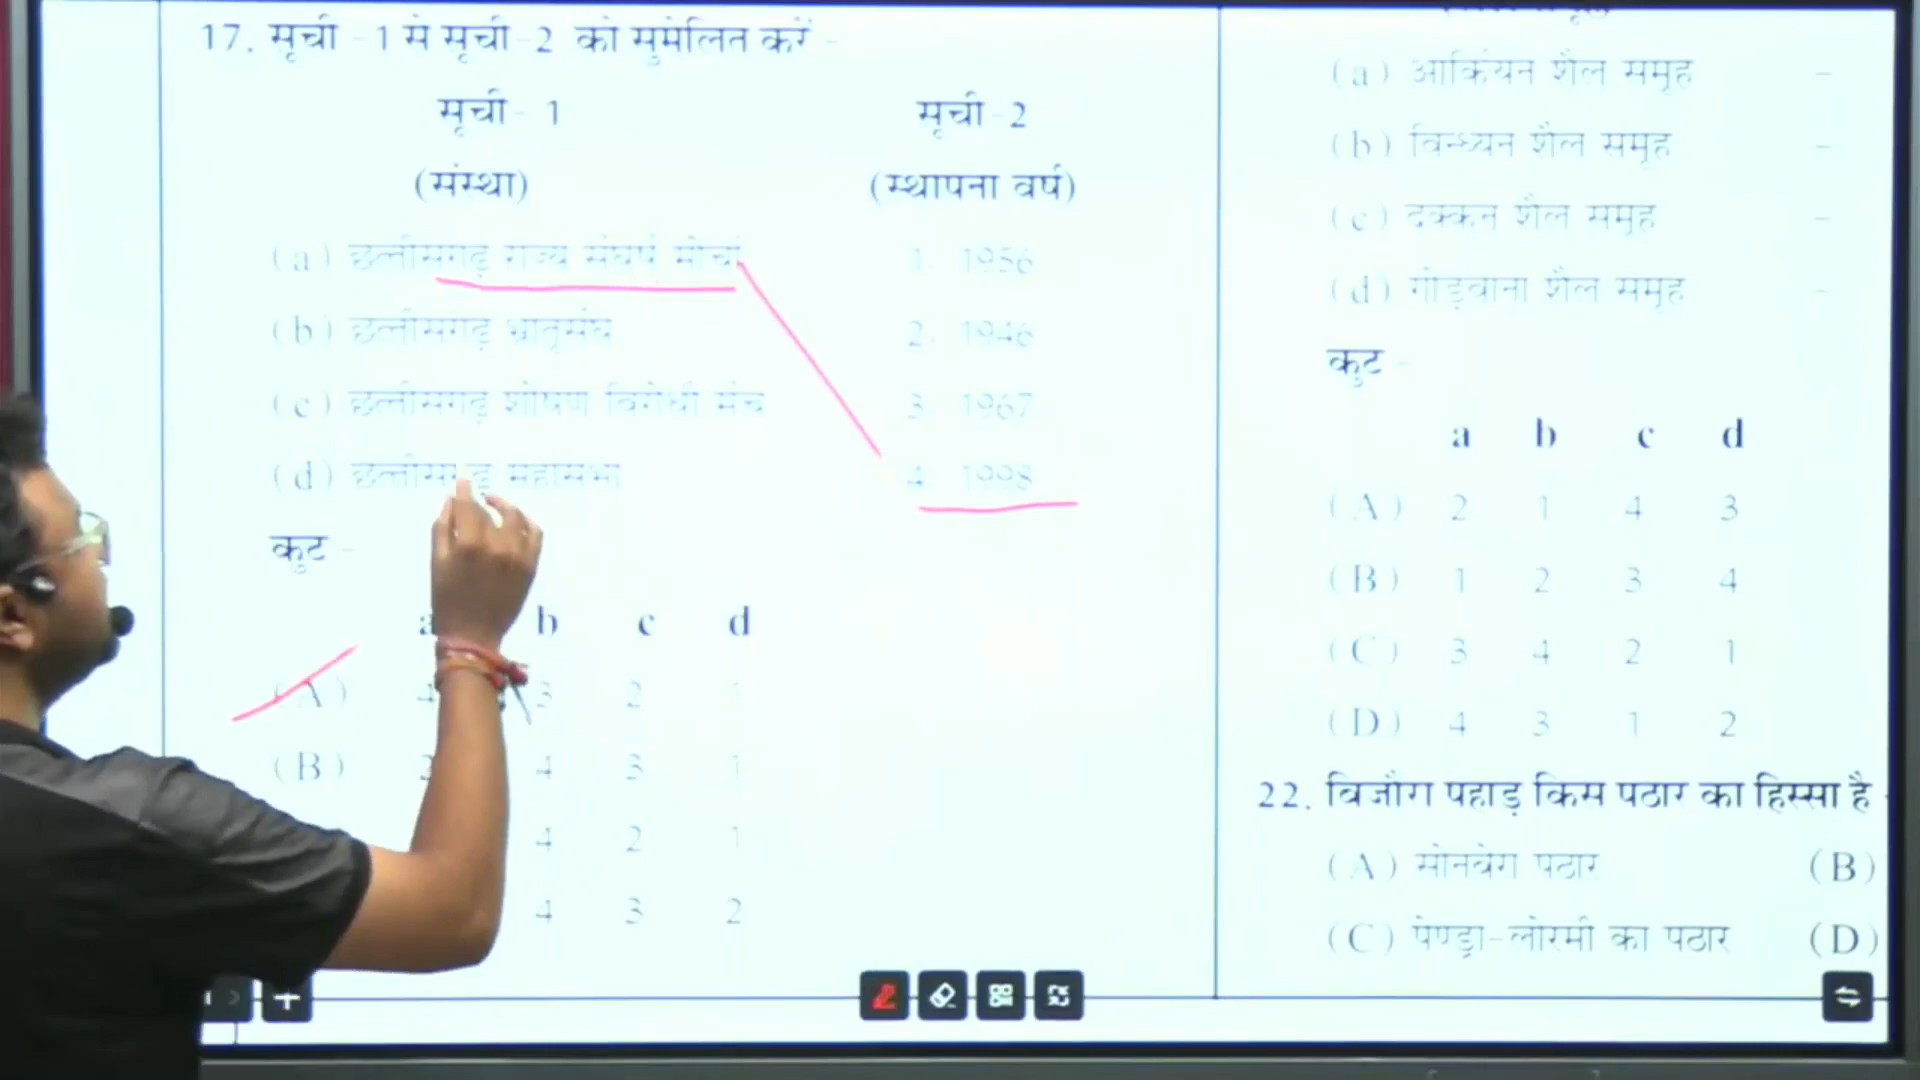 17. सूची -1 से सूची-2 को सुमेलित करें -
सूची- 1 सूची-2
(संस्था) (स्थापना वर्ष)
(a) छत्तीसगढ़ राज्य संघर्ष मोर्चा 1. 1956
(b) छत्तीसगढ़ भ्रातृसंघ 2. 1946
(c) छत्तीसगढ़ शोषण विरोधी मंच 3. 1967
(d) छत्तीसगढ़ महासभा 4. 1998
कुट -
a b c d
(A) 4 3 2 1
(B) 4 3 1
4 2 1
4 3 2
(a) आर्कियन शैल समूह -
(b) विन्ध्यन शैल समूह -
(c) दक्कन शैल समूह -
(d) गोंड़वाना शैल समूह -
कुट -
a b c d
(A) 2 1 4 3
(B) 1 2 3 4
(C) 3 4 2 1
(D) 4 3 1 2
22. बिजौरा पहाड़ किस पठार का हिस्सा है
(A) सोनबेरा पठार (B)
(C) पेण्ड्रा-लोरमी का पठार (D)